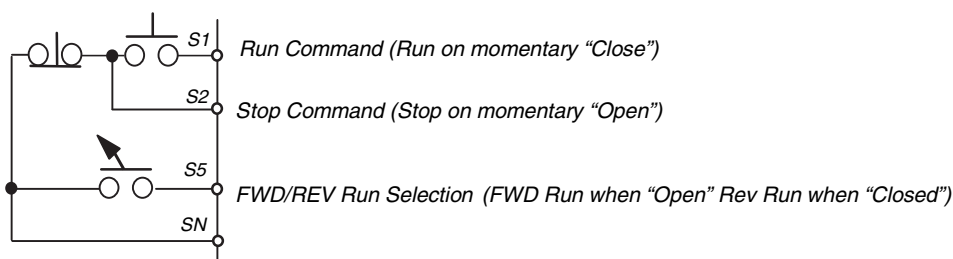 S1 Run Command (Run on momentary “Close”)
S2 Stop Command (Stop on momentary “Open”)
S5 FWD/REV Run Selection (FWD Run when “Open” Rev Run when “Closed”)
SN